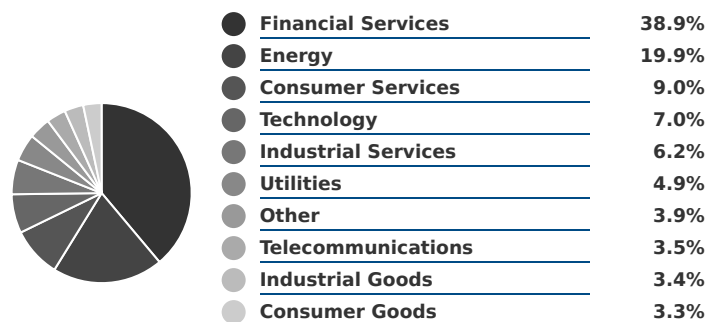 Financial Services 38.9%
Energy 19.9%
Consumer Services 9.0%
Technology 7.0%
Industrial Services 6.2%
Utilities 4.9%
Other 3.9%
Telecommunications 3.5%
Industrial Goods 3.4%
Consumer Goods 3.3%